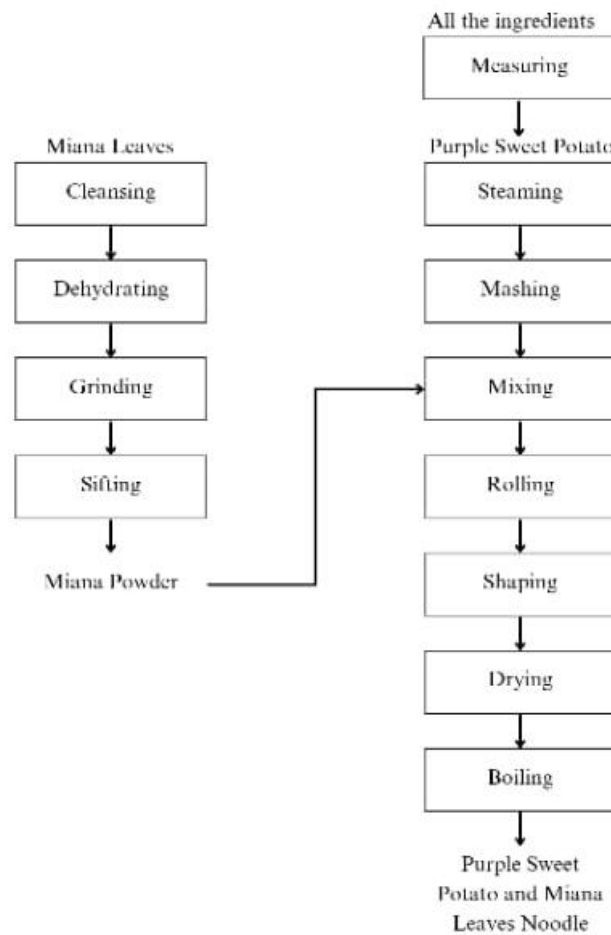 All the ingredients
Measuring
Miana Leaves
Cleansing
Dehydrating
Grinding
Sifting
Miana Powder
Purple Sweet Potato
Steaming
Mashing
Mixing
Rolling
Shaping
Drying
Boiling
Purple Sweet
Potato and Miana
Leaves Noodle